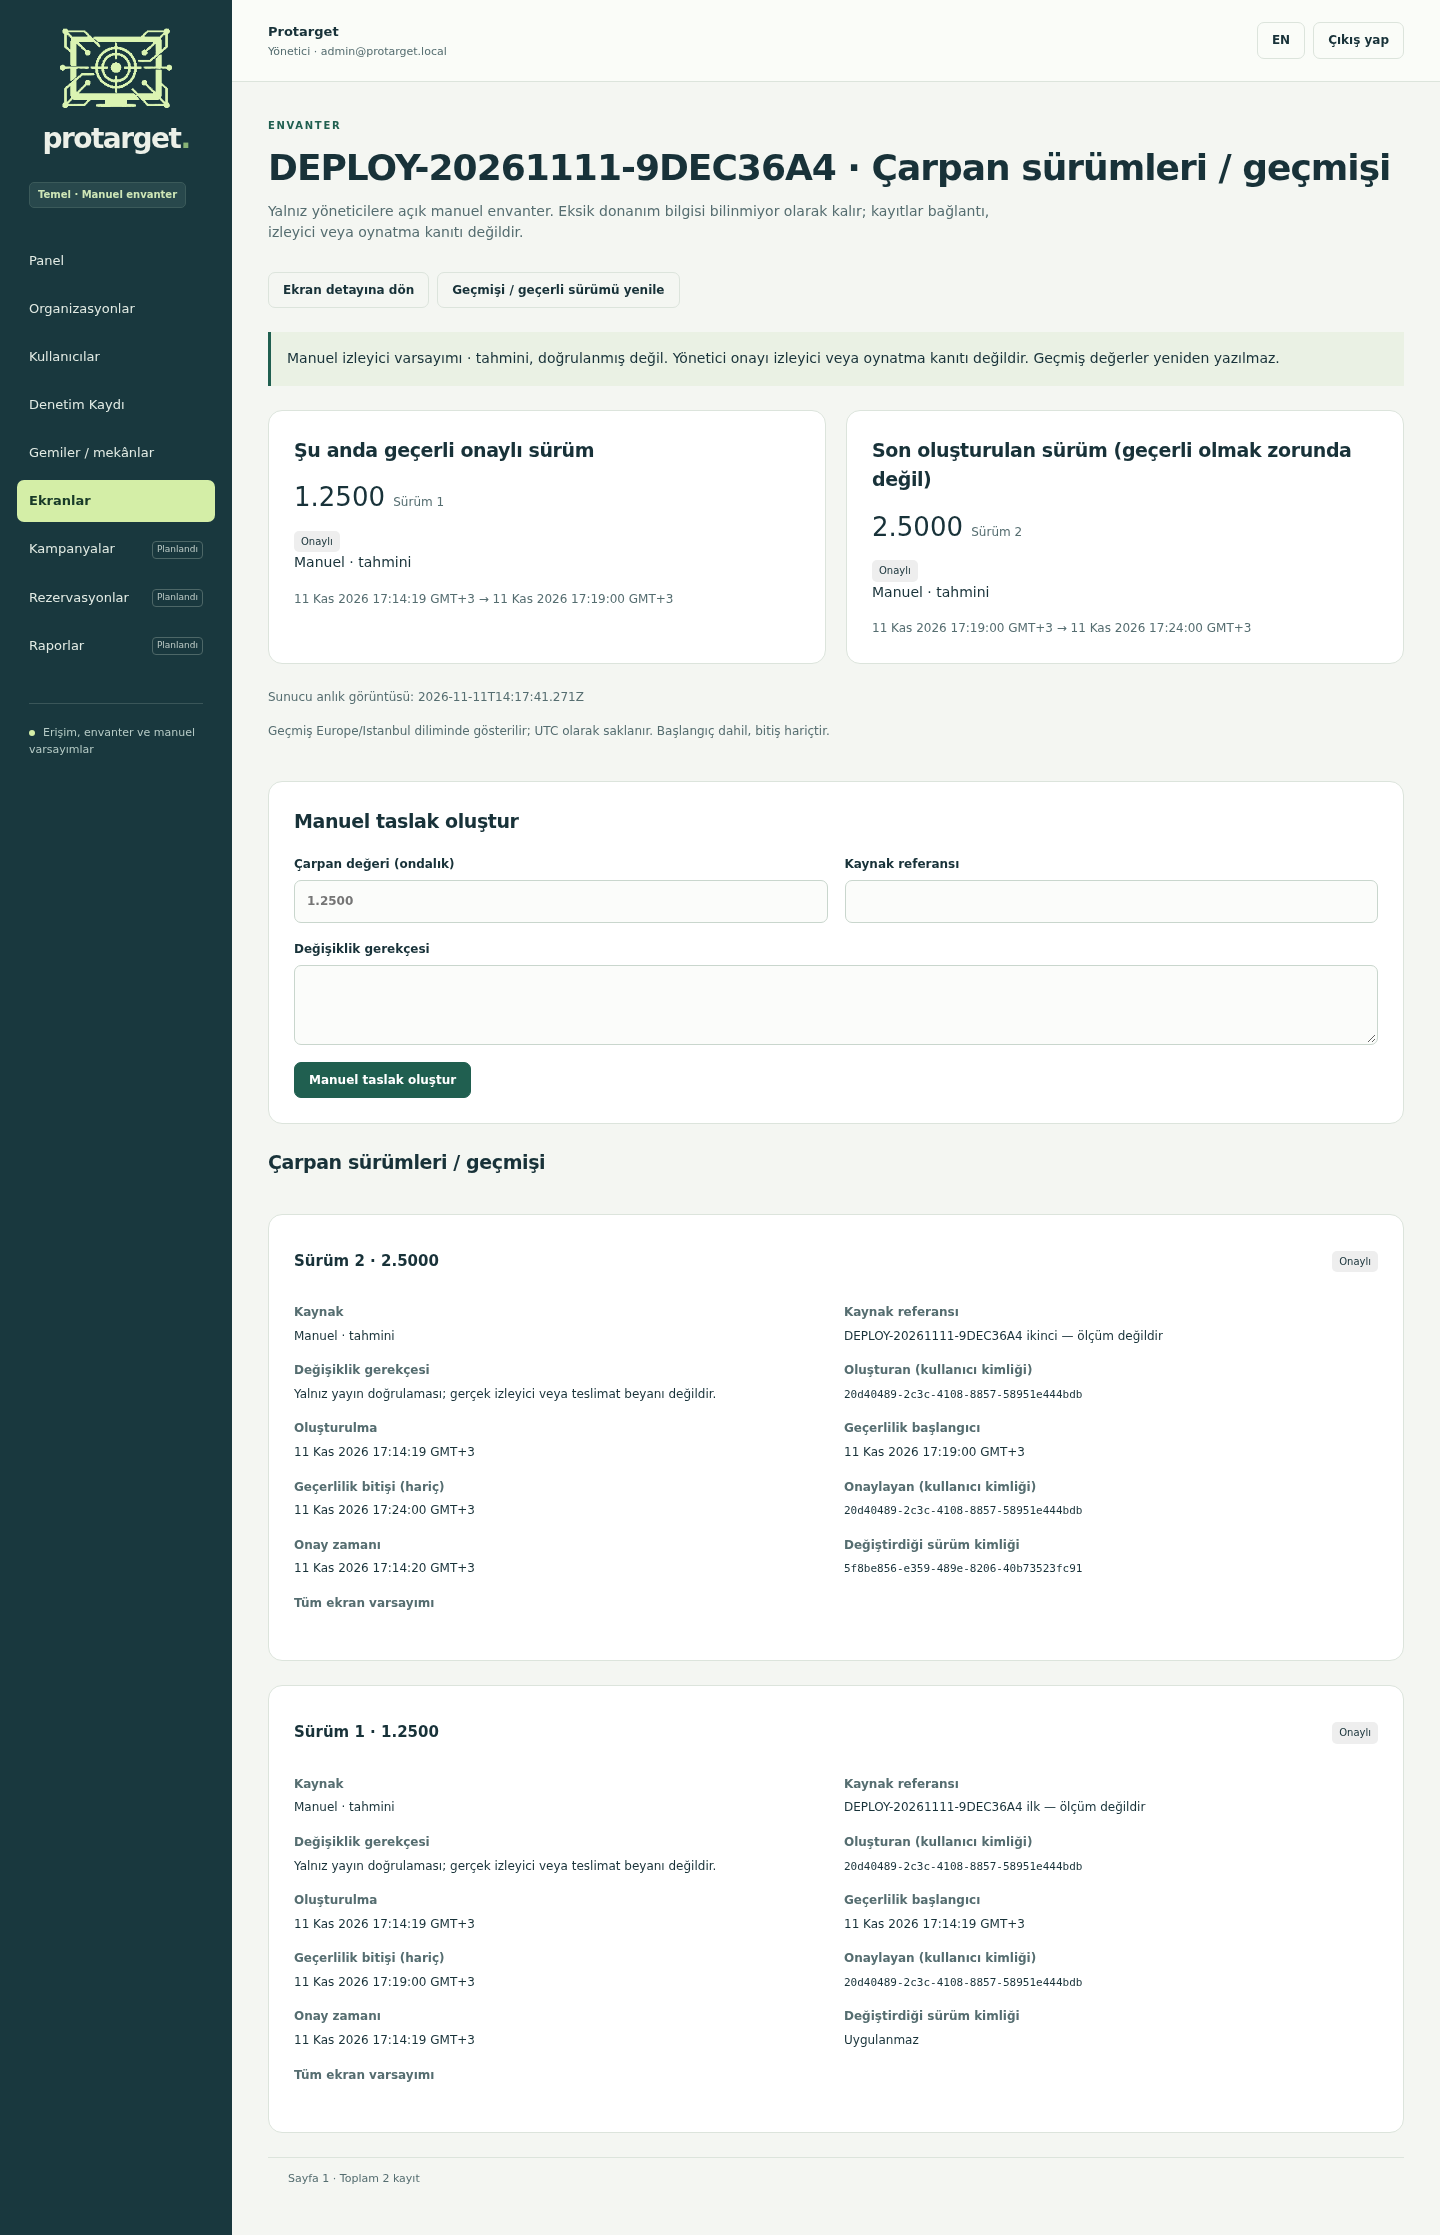 protarget.
Temel · Manuel envanter
Panel
Organizasyonlar
Kullanıcılar
Denetim Kaydı
Gemiler / mekânlar
Ekranlar
Kampanyalar Planlandı
Rezervasyonlar Planlandı
Raporlar Planlandı
Erişim, envanter ve manuel
varsayımlar
Protarget
Yönetici · admin@protarget.local
EN
Çıkış yap
ENVANTER
DEPLOY-20261111-9DEC36A4 · Çarpan sürümleri / geçmişi
Yalnız yöneticilere açık manuel envanter. Eksik donanım bilgisi bilinmiyor olarak kalır; kayıtlar bağlantı,
izleyici veya oynatma kanıtı değildir.
Ekran detayına dön
Geçmişi / geçerli sürümü yenile
Manuel izleyici varsayımı · tahmini, doğrulanmış değil. Yönetici onayı izleyici veya oynatma kanıtı değildir. Geçmiş değerler yeniden yazılmaz.
Şu anda geçerli onaylı sürüm
1.2500 Sürüm 1
Onaylı
Manuel · tahmini
11 Kas 2026 17:14:19 GMT+3 → 11 Kas 2026 17:19:00 GMT+3
Son oluşturulan sürüm (geçerli olmak zorunda
değil)
2.5000 Sürüm 2
Onaylı
Manuel · tahmini
11 Kas 2026 17:19:00 GMT+3 → 11 Kas 2026 17:24:00 GMT+3
Sunucu anlık görüntüsü: 2026-11-11T14:17:41.271Z
Geçmiş Europe/Istanbul diliminde gösterilir; UTC olarak saklanır. Başlangıç dahil, bitiş hariçtir.
Manuel taslak oluştur
Çarpan değeri (ondalık)
1.2500
Kaynak referansı
Değişiklik gerekçesi
Manuel taslak oluştur
Çarpan sürümleri / geçmişi
Sürüm 2 · 2.5000
Onaylı
Kaynak
Manuel · tahmini
Kaynak referansı
DEPLOY-20261111-9DEC36A4 ikinci — ölçüm değildir
Değişiklik gerekçesi
Yalnız yayın doğrulaması; gerçek izleyici veya teslimat beyanı değildir.
Oluşturan (kullanıcı kimliği)
20d40489-2c3c-4108-8857-58951e444bdb
Oluşturulma
11 Kas 2026 17:14:19 GMT+3
Geçerlilik başlangıcı
11 Kas 2026 17:19:00 GMT+3
Geçerlilik bitişi (hariç)
11 Kas 2026 17:24:00 GMT+3
Onaylayan (kullanıcı kimliği)
20d40489-2c3c-4108-8857-58951e444bdb
Onay zamanı
11 Kas 2026 17:14:20 GMT+3
Değiştirdiği sürüm kimliği
5f8be856-e359-489e-8206-40b73523fc91
Tüm ekran varsayımı
Sürüm 1 · 1.2500
Onaylı
Kaynak
Manuel · tahmini
Kaynak referansı
DEPLOY-20261111-9DEC36A4 ilk — ölçüm değildir
Değişiklik gerekçesi
Yalnız yayın doğrulaması; gerçek izleyici veya teslimat beyanı değildir.
Oluşturan (kullanıcı kimliği)
20d40489-2c3c-4108-8857-58951e444bdb
Oluşturulma
11 Kas 2026 17:14:19 GMT+3
Geçerlilik başlangıcı
11 Kas 2026 17:14:19 GMT+3
Geçerlilik bitişi (hariç)
11 Kas 2026 17:19:00 GMT+3
Onaylayan (kullanıcı kimliği)
20d40489-2c3c-4108-8857-58951e444bdb
Onay zamanı
11 Kas 2026 17:14:19 GMT+3
Değiştirdiği sürüm kimliği
Uygulanmaz
Tüm ekran varsayımı
Sayfa 1 · Toplam 2 kayıt